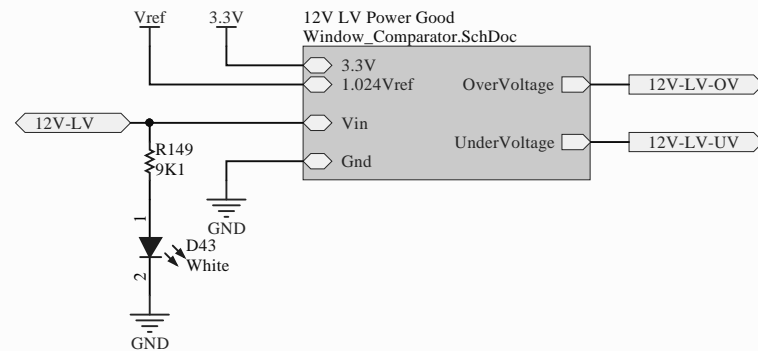 Vref
3.3V
12V LV Power Good
Window_Comparator.SchDoc
3.3V
1.024Vref
OverVoltage
12V-LV-OV
12V-LV
Vin
UnderVoltage
12V-LV-UV
R149
9K1
Gnd
GND
1
D43
White
2
GND